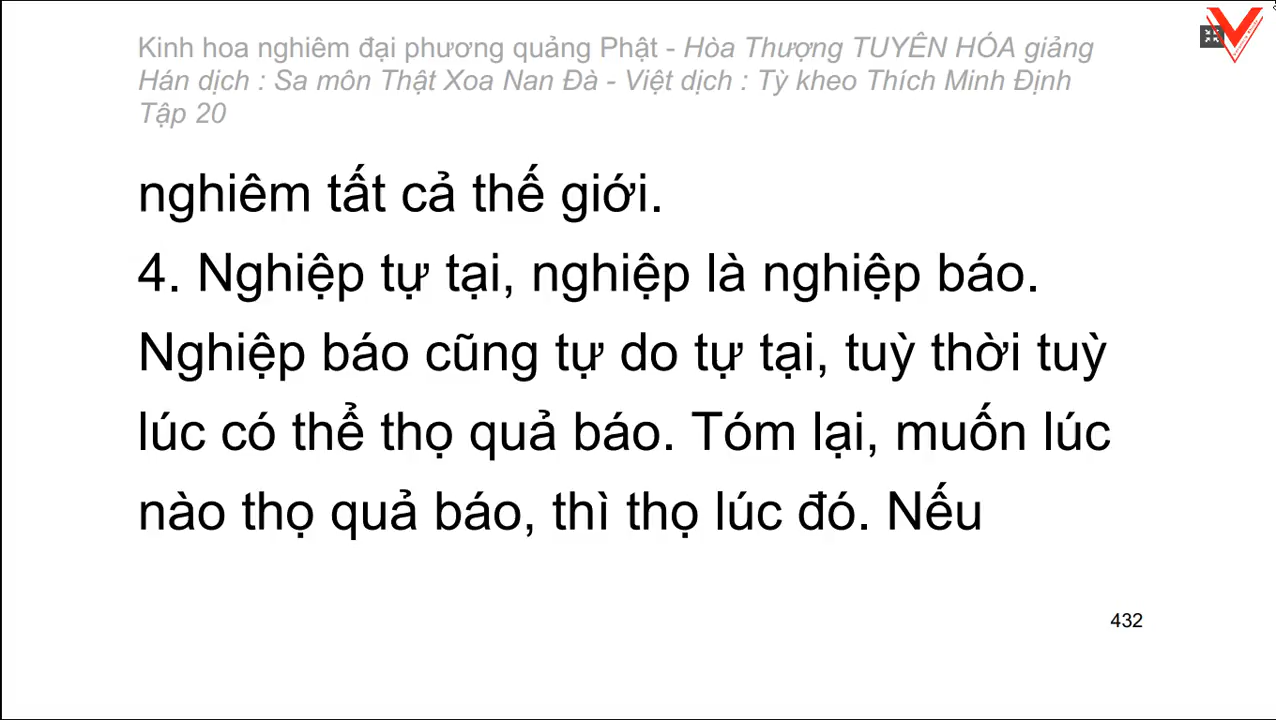 Kinh hoa nghiêm đại phương quảng Phật - Hòa Thượng TUYÊN HÓA giảng
Hán dịch : Sa môn Thật Xoa Nan Đà - Việt dịch : Tỳ kheo Thích Minh Định
Tập 20
nghiêm tất cả thế giới.
4. Nghiệp tự tại, nghiệp là nghiệp báo.
Nghiệp báo cũng tự do tự tại, tuỳ thời tuỳ
lúc có thể thọ quả báo. Tóm lại, muốn lúc
nào thọ quả báo, thì thọ lúc đó. Nếu
432